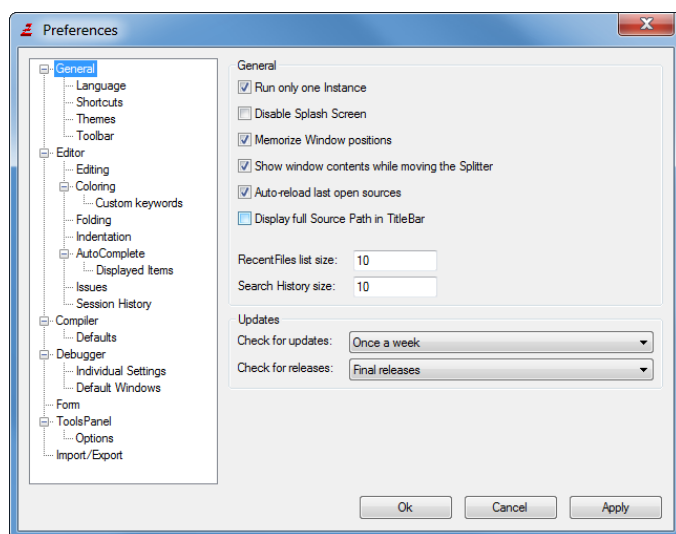 Preferences
General
Language
Shortcuts
Themes
Toolbar
Editor
Editing
Coloring
Custom keywords
Folding
Indentation
AutoComplete
Displayed Items
Issues
Session History
Compiler
Defaults
Debugger
Individual Settings
Default Windows
Form
ToolsPanel
Options
Import/Export
General
Run only one Instance
Disable Splash Screen
Memorize Window positions
Show window contents while moving the Splitter
Auto-reload last open sources
Display full Source Path in TitleBar
RecentFiles list size: 10
Search History size: 10
Updates
Check for updates: Once a week
Check for releases: Final releases
Ok Cancel Apply